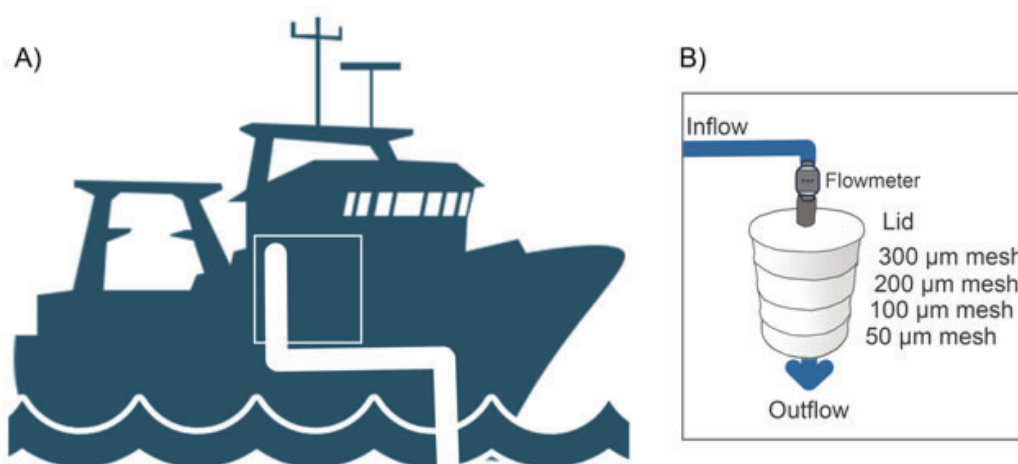 A)
B)
Inflow
Flowmeter
Lid
300 µm mesh
200 µm mesh
100 µm mesh
50 µm mesh
Outflow